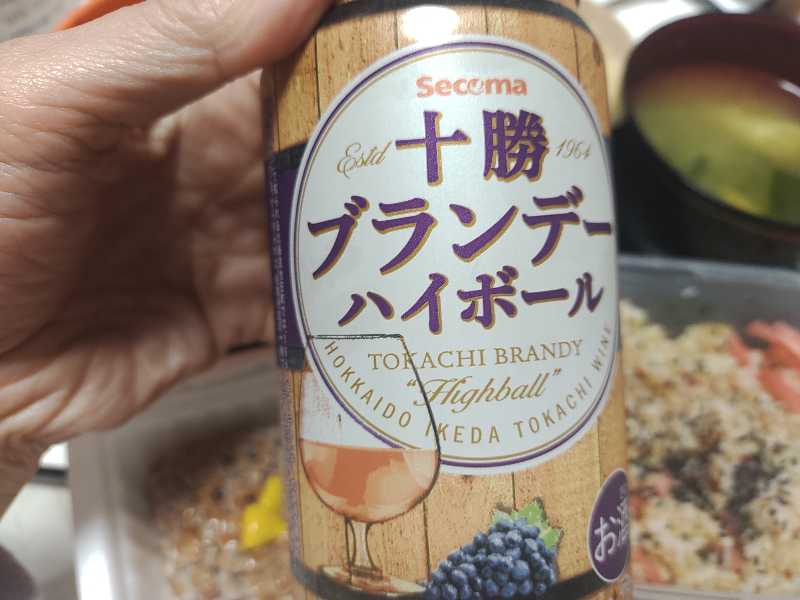 Secoma
Estd 十勝 1964
ブランデー
ハイボール
TOKACHI BRANDY
"Highball"
HOKKAIDO IKEDA TOKACHI WINE
お酒